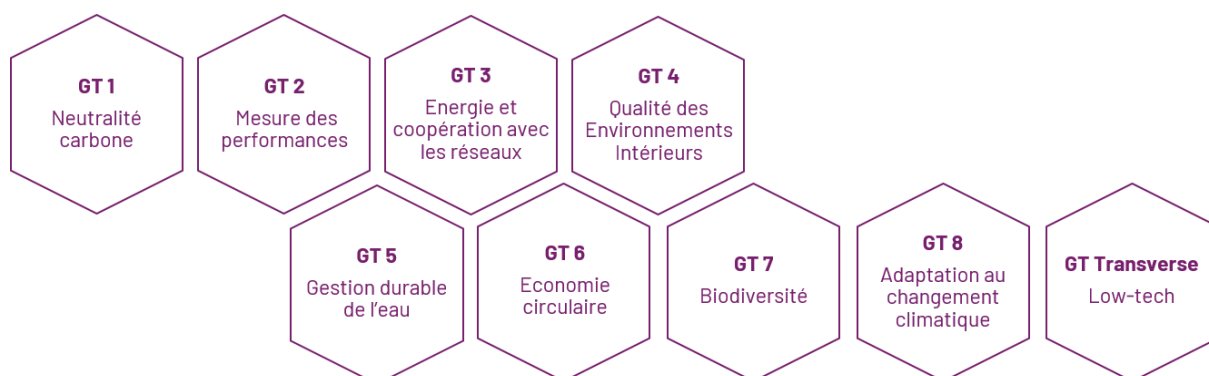 GT 1
Neutralité
carbone
GT 2
Mesure des
performances
GT 3
Energie et
coopération avec
les réseaux
GT 4
Qualité des
Environnements
Intérieurs
GT 5
Gestion durable
de l'eau
GT 6
Economie
circulaire
GT 7
Biodiversité
GT 8
Adaptation au
changement
climatique
GT Transverse
Low-tech